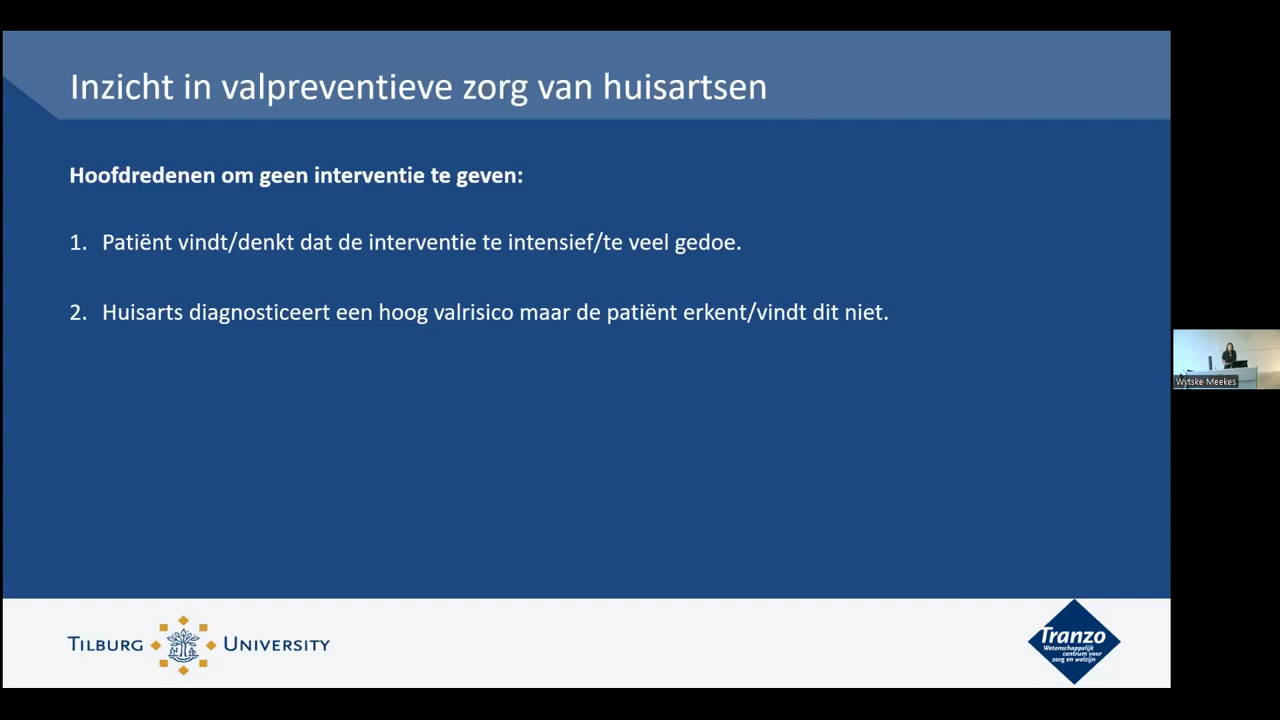 Inzicht in valpreventieve zorg van huisartsen
Hoofdredenen om geen interventie te geven:
1. Patiënt vindt/denkt dat de interventie te intensief/te veel gedoe.
2. Huisarts diagnosticeert een hoog valrisico maar de patiënt erkent/vindt dit niet.
Wytske Meekes
TILBURG UNIVERSITY
Tranzo
Wetenschappelijk
centrum voor
zorg en welzijn